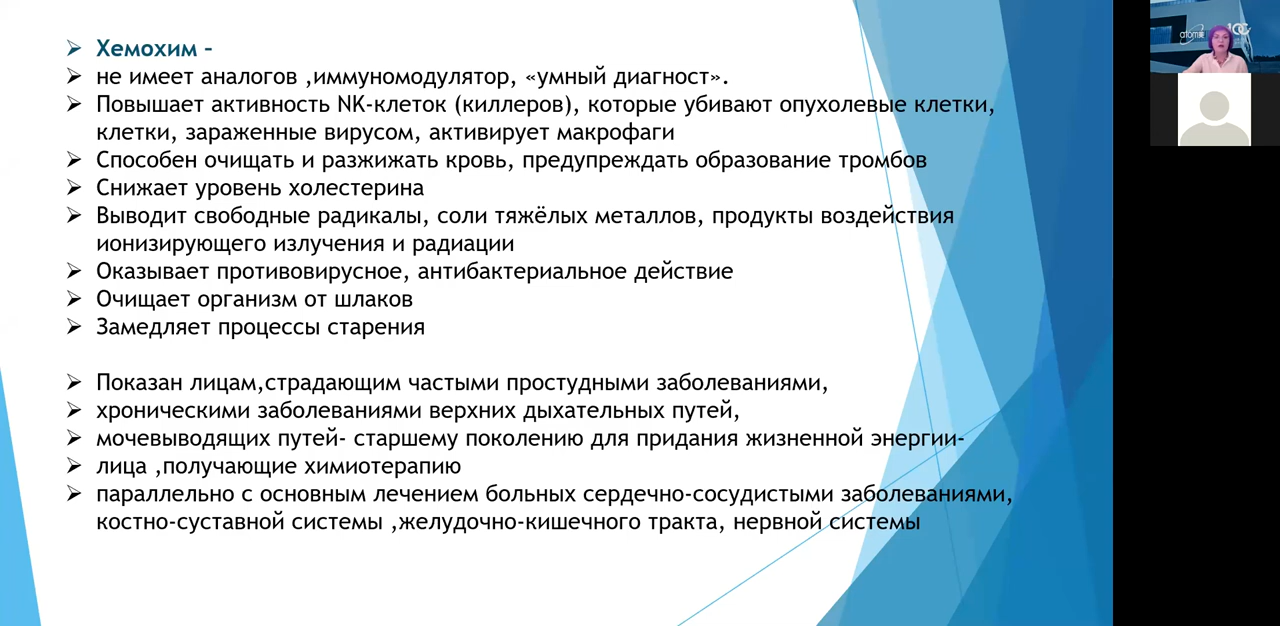 Хемохим –
не имеет аналогов ,иммуномодулятор, «умный диагност».
Повышает активность NK-клеток (киллеров), которые убивают опухолевые клетки,
клетки, зараженные вирусом, активирует макрофаги
Способен очищать и разжижать кровь, предупреждать образование тромбов
Снижает уровень холестерина
Выводит свободные радикалы, соли тяжёлых металлов, продукты воздействия
ионизирующего излучения и радиации
Оказывает противовирусное, антибактериальное действие
Очищает организм от шлаков
Замедляет процессы старения
Показан лицам,страдающим частыми простудными заболеваниями,
хроническими заболеваниями верхних дыхательных путей,
мочевыводящих путей- старшему поколению для придания жизненной энергии-
лица ,получающие химиотерапию
параллельно с основным лечением больных сердечно-сосудистыми заболеваниями,
костно-суставной системы ,желудочно-кишечного тракта, нервной системы